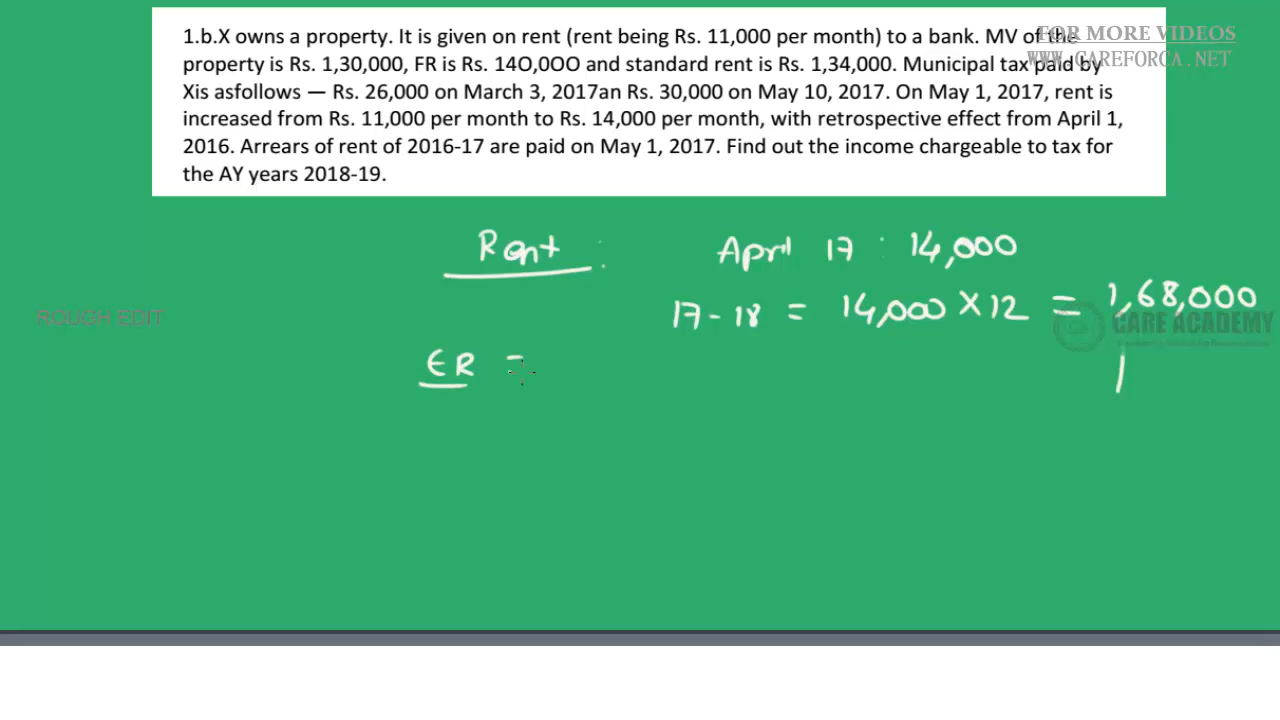 1.b.X owns a property. It is given on rent (rent being Rs. 11,000 per month) to a bank. MV of the
property is Rs. 1,30,000, FR is Rs. 14O,0OO and standard rent is Rs. 1,34,000. Municipal tax paid by
Xis asfollows — Rs. 26,000 on March 3, 2017an Rs. 30,000 on May 10, 2017. On May 1, 2017, rent is
increased from Rs. 11,000 per month to Rs. 14,000 per month, with retrospective effect from April 1,
2016. Arrears of rent of 2016-17 are paid on May 1, 2017. Find out the income chargeable to tax for
the AY years 2018-19.
FOR MORE VIDEOS
WWW.CAREFORCA.NET
Rent : April 17 : 14,000
17-18 = 14,000 × 12 = 1,68,000
ROUGH EDIT
CARE ACADEMY
ER =